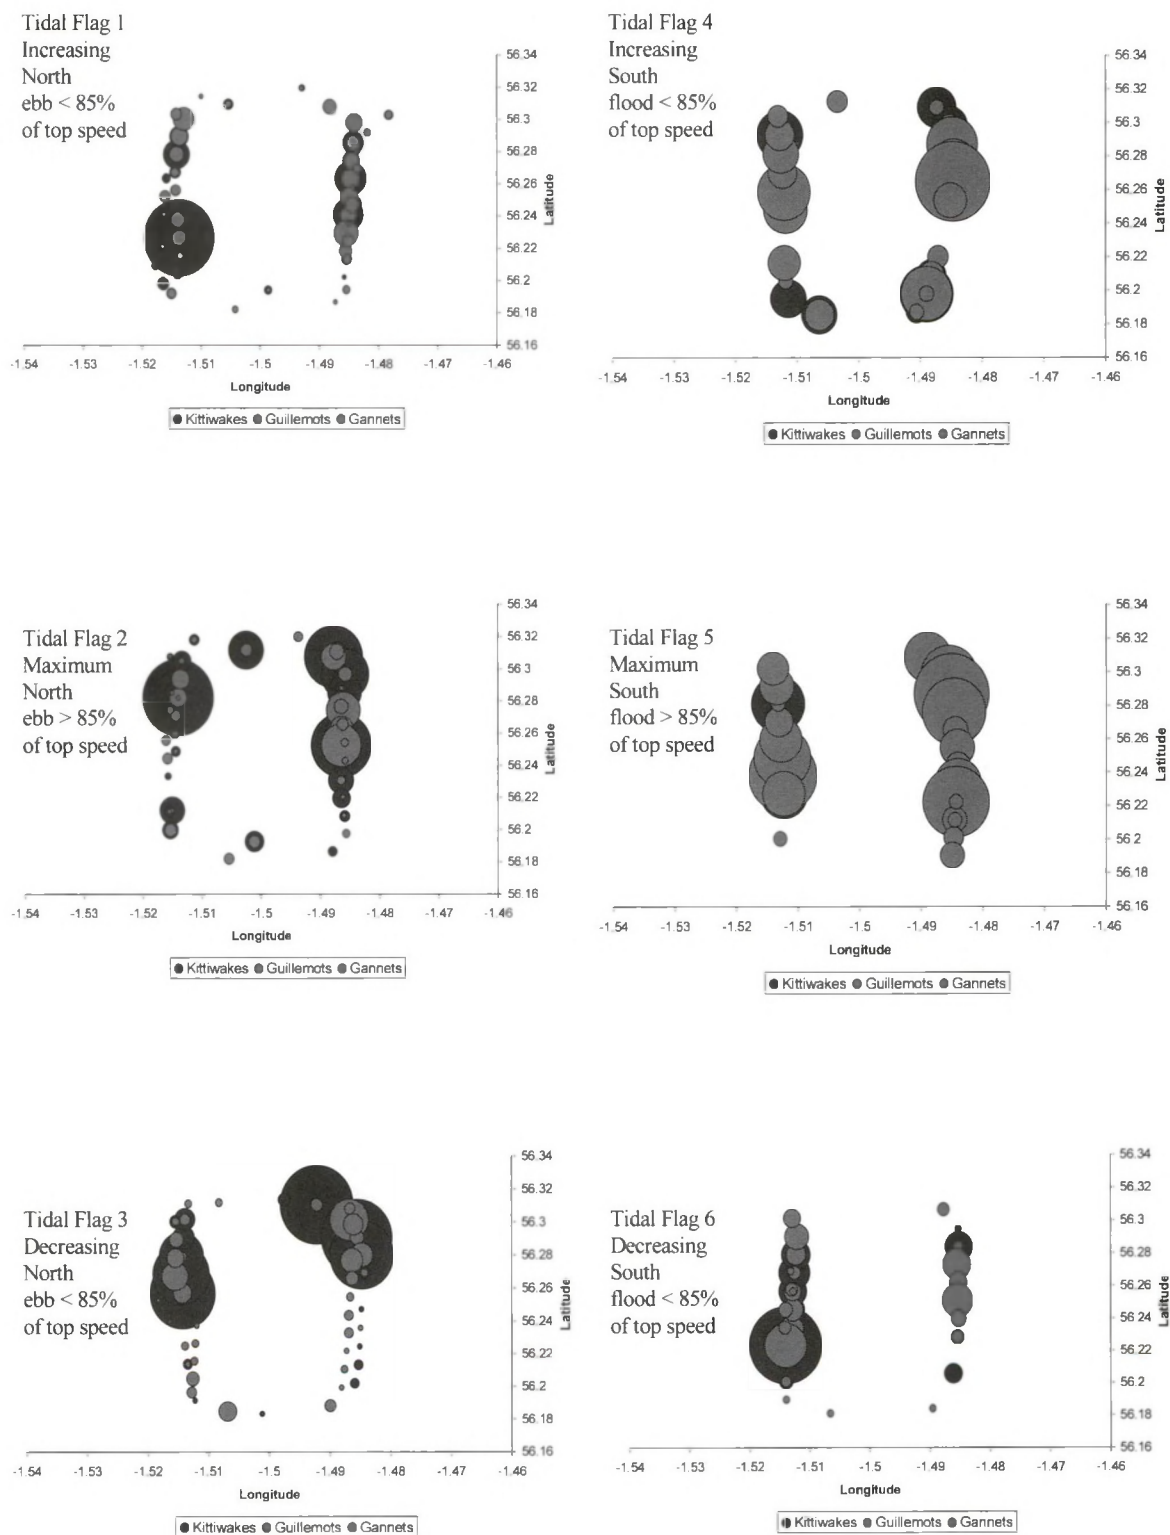 Tidal Flag 1
Increasing
North
ebb < 85%
of top speed
56.34
56.32
56.3
56.28
56.26
56.24
56.22
56.2
56.18
56.16
Latitude
-1.54 -1.53 -1.52 -1.51 -1.5 -1.49 -1.48 -1.47 -1.46
Longitude
Kittiwakes Guillemots Gannets
Tidal Flag 4
Increasing
South
flood < 85%
of top speed
56.34
56.32
56.3
56.28
56.26
56.24
56.22
56.2
56.18
56.16
Latitude
-1.54 -1.53 -1.52 -1.51 -1.5 -1.49 -1.48 -1.47 -1.46
Longitude
Kittiwakes Guillemots Gannets
Tidal Flag 2
Maximum
North
ebb > 85%
of top speed
56.34
56.32
56.3
56.28
56.26
56.24
56.22
56.2
56.18
56.16
Latitude
-1.54 -1.53 -1.52 -1.51 -1.5 -1.49 -1.48 -1.47 -1.46
Longitude
Kittiwakes Guillemots Gannets
Tidal Flag 5
Maximum
South
flood > 85%
of top speed
56.34
56.32
56.3
56.28
56.26
56.24
56.22
56.2
56.18
56.16
Latitude
-1.54 -1.53 -1.52 -1.51 -1.5 -1.49 -1.48 -1.47 -1.46
Longitude
Kittiwakes Guillemots Gannets
Tidal Flag 3
Decreasing
North
ebb < 85%
of top speed
56.34
56.32
56.3
56.28
56.26
56.24
56.22
56.2
56.18
56.16
Latitude
-1.54 -1.53 -1.52 -1.51 -1.5 -1.49 -1.48 -1.47 -1.46
Longitude
Kittiwakes Guillemots Gannets
Tidal Flag 6
Decreasing
South
flood < 85%
of top speed
56.34
56.32
56.3
56.28
56.26
56.24
56.22
56.2
56.18
56.16
Latitude
-1.54 -1.53 -1.52 -1.51 -1.5 -1.49 -1.48 -1.47 -1.46
Longitude
Kittiwakes Guillemots Gannets